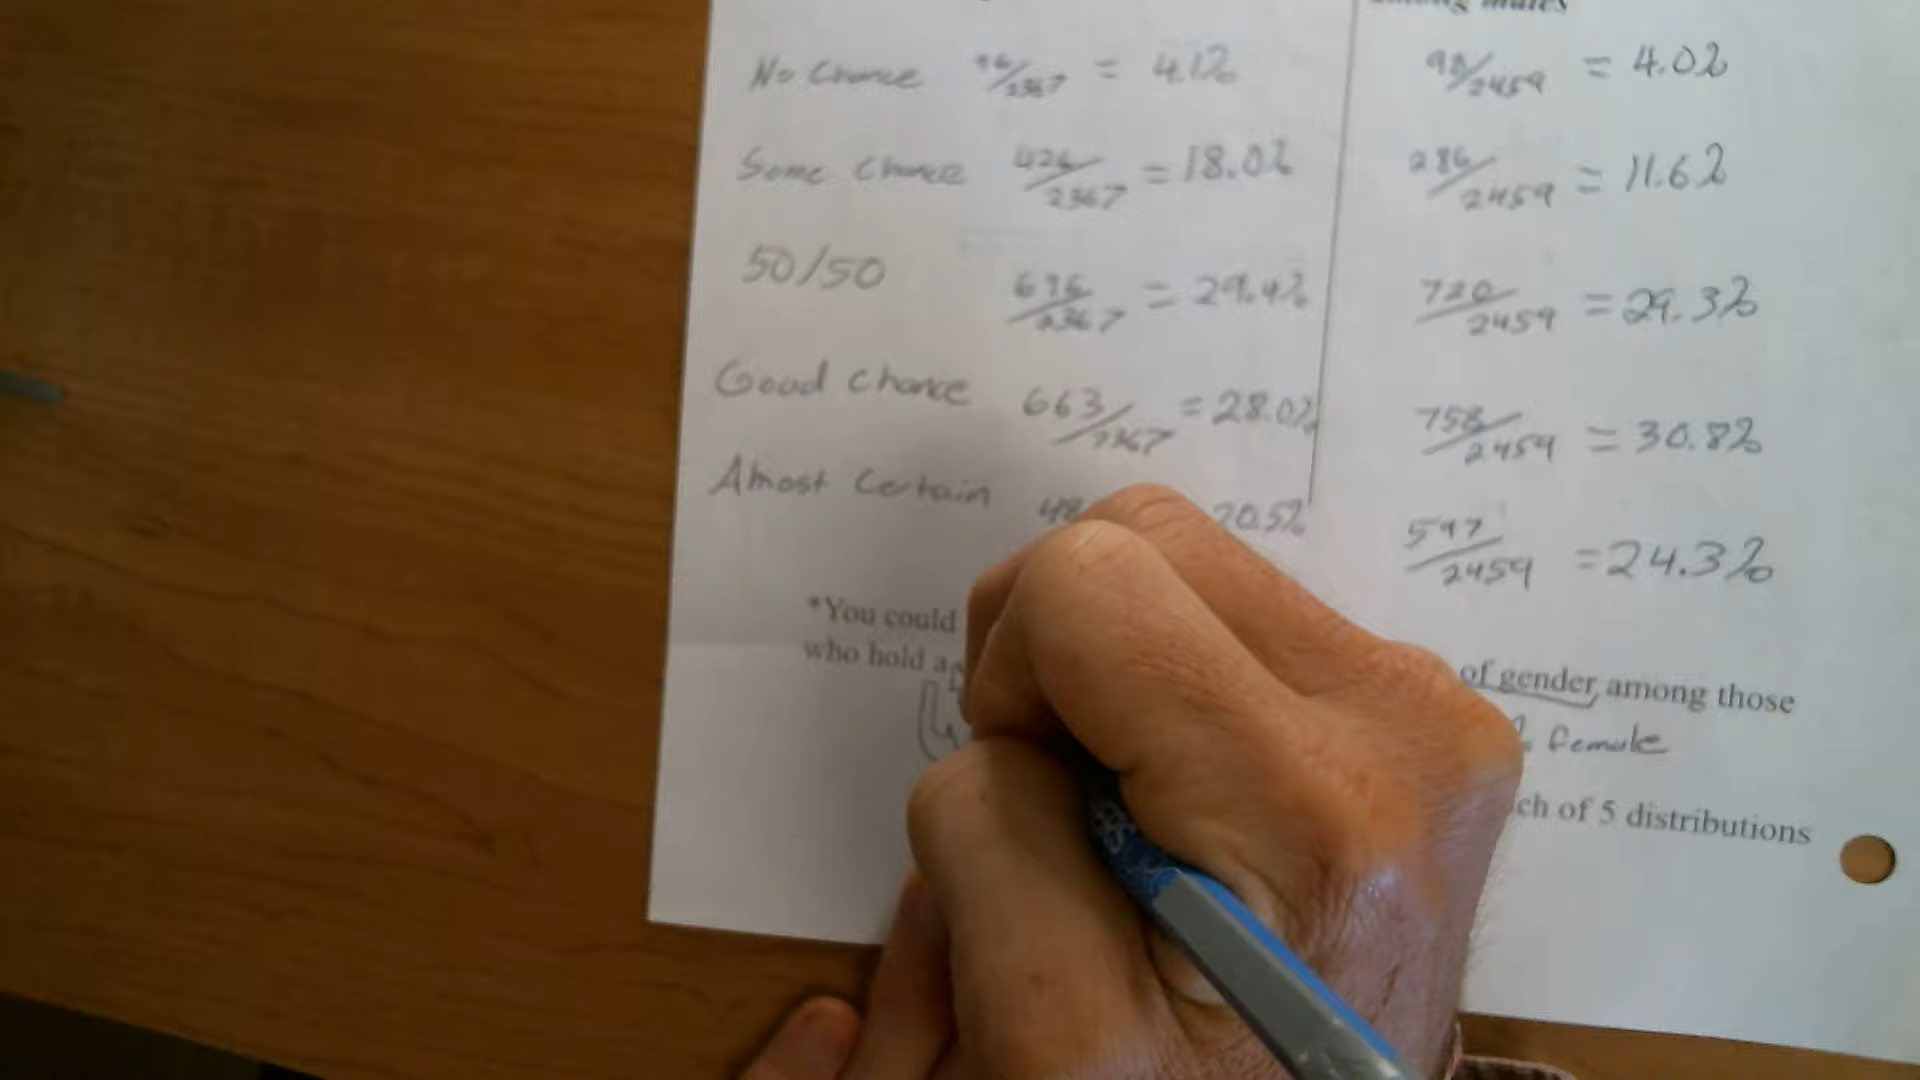 among males
No Chance 96/2367 = 4.1%
98/2459 = 4.0%
Some Chance 426/2367 = 18.0%
286/2459 = 11.6%
50/50 696/2367 = 29.4%
720/2459 = 29.3%
Good Chance 663/2367 = 28.0%
758/2459 = 30.8%
Almost Certain 48 20.5%
597/2459 = 24.3%
*You could
who hold a of gender among those
% female
ch of 5 distributions